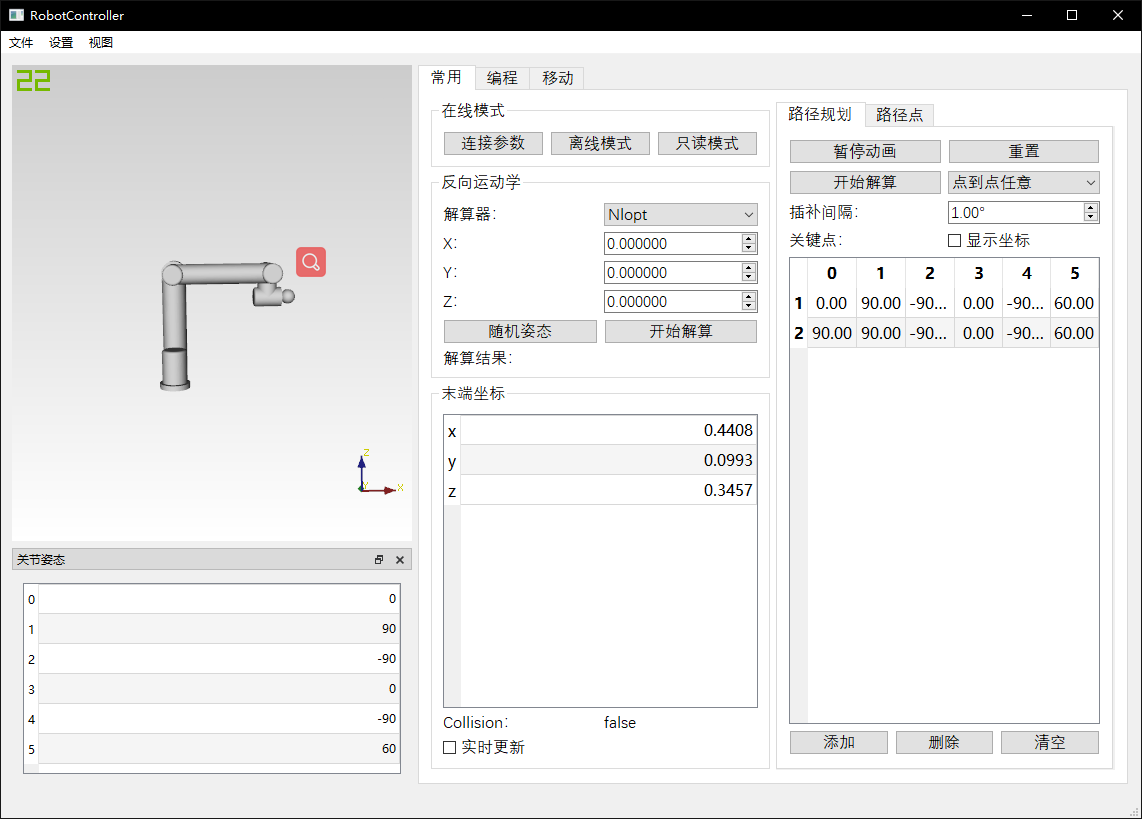 RobotController
文件 设置 视图
22
Z
Y X
关节姿态
0 0
1 90
2 -90
3 0
4 -90
5 60
常用 编程 移动
在线模式
连接参数 离线模式 只读模式
反向运动学
解算器: Nlopt
X: 0.000000
Y: 0.000000
Z: 0.000000
随机姿态 开始解算
解算结果:
末端坐标
x 0.4408
y 0.0993
z 0.3457
Collision: false
实时更新
路径规划 路径点
暂停动画 重置
开始解算 点到点任意
插补间隔: 1.00°
关键点: 显示坐标
0 1 2 3 4 5
1 0.00 90.00 -90... 0.00 -90... 60.00
2 90.00 90.00 -90... 0.00 -90... 60.00
添加 删除 清空